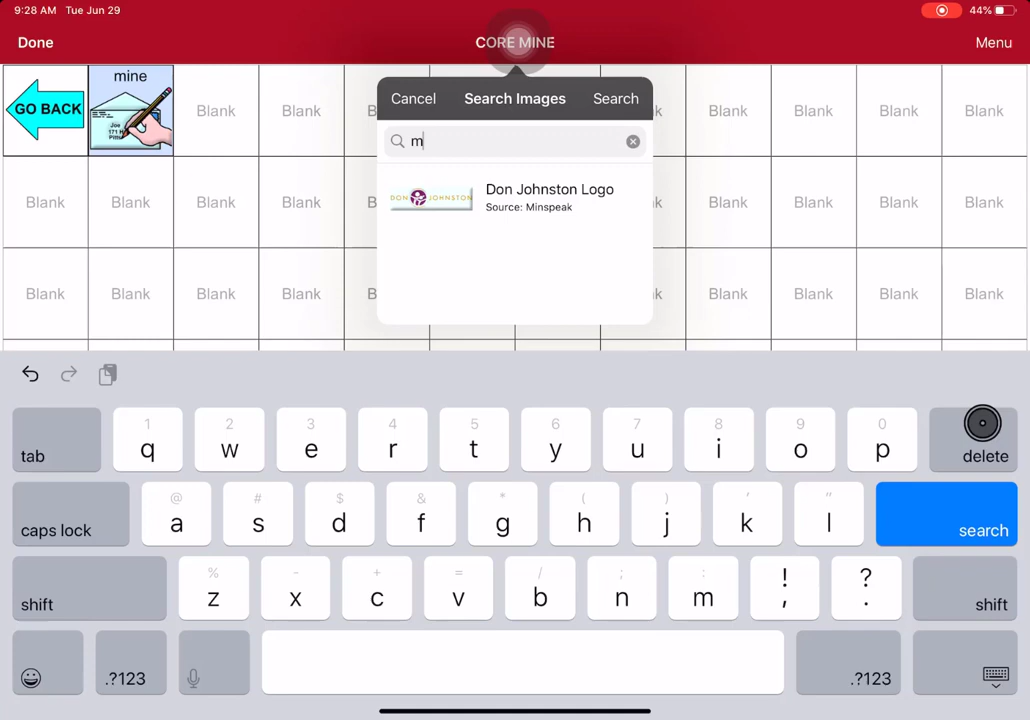 9:28 AM Tue Jun 29
44%
Done
CORE MINE
Menu
GO BACK
mine
Joe
Blank Blank
Cancel Search Images Search
m
DON JOHNSTON
Don Johnston Logo
Source: Minspeak
Blank Blank Blank Blank
Blank Blank Blank Blank
Blank Blank Blank Blank
Blank Blank Blank Blank
Blank Blank Blank Blank
tab
1 2 3 4 5 6 7 8 9 0
q w e r t y u i o p
delete
caps lock
@ # $ & * ( ) ' "
a s d f g h j k l
search
shift
% - + = / ; : ! ?
z x c v b n m , .
shift
.?123
.?123